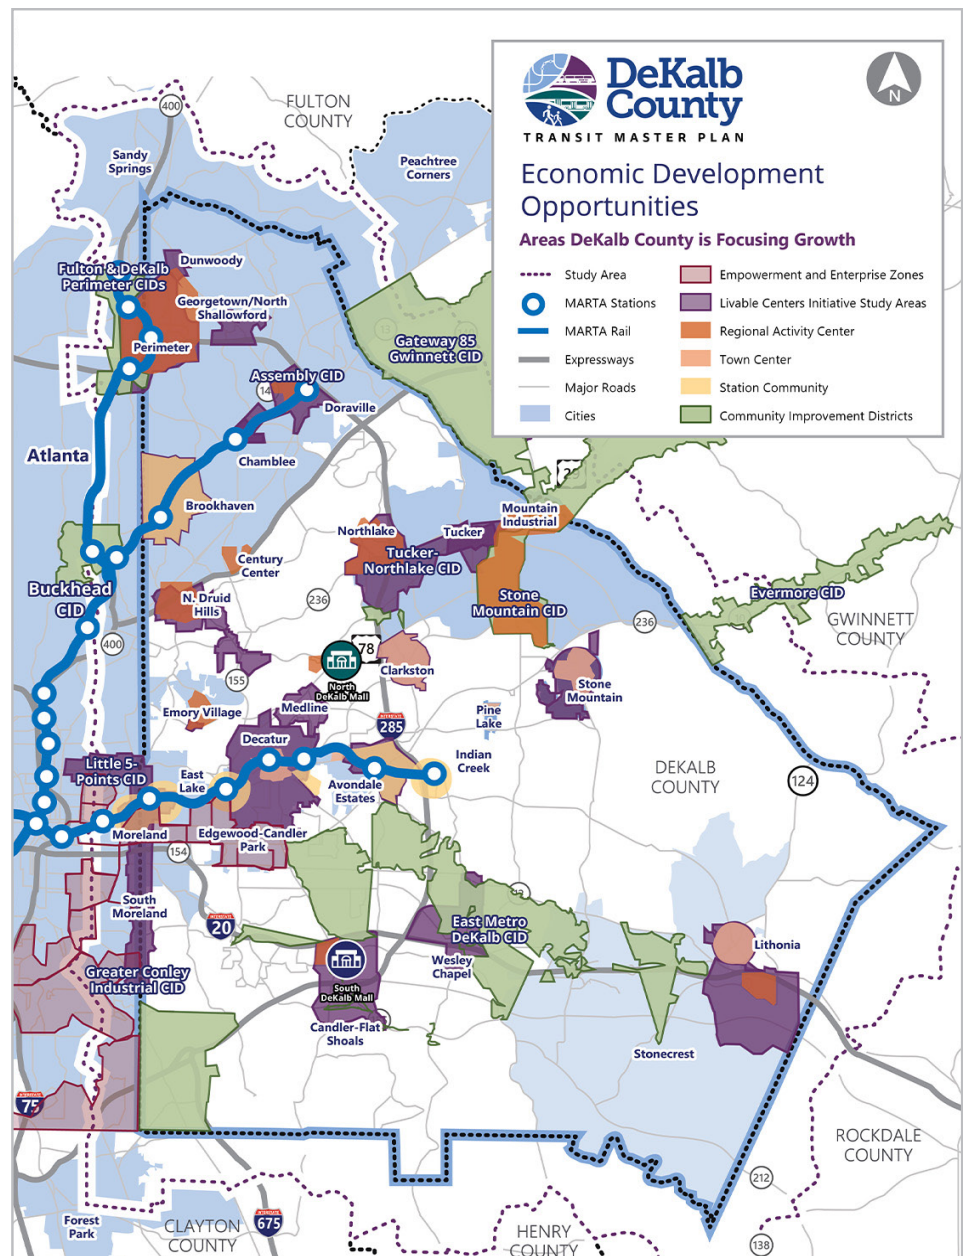 DeKalb
County
TRANSIT MASTER PLAN
N
Economic Development
Opportunities
Areas DeKalb County is Focusing Growth
Study Area
MARTA Stations
MARTA Rail
Expressways
Major Roads
Cities
Empowerment and Enterprise Zones
Livable Centers Initiative Study Areas
Regional Activity Center
Town Center
Station Community
Community Improvement Districts
400
FULTON
COUNTY
Sandy
Springs
Peachtree
Corners
Dunwoody
Fulton & DeKalb
Perimeter CIDs
Georgetown/North
Shallowford
Perimeter
Gateway 85
Gwinnett CID
Assembly CID
Doraville
Chamblee
Atlanta
Brookhaven
Mountain
Industrial
Northlake
Tucker
Tucker-
Northlake CID
Century
Center
Buckhead
CID
N. Druid
Hills
236
Stone
Mountain CID
Evermore CID
GWINNETT
COUNTY
236
400
78
Clarkston
155
North
DeKalb Mall
Stone
Mountain
Emory Village
Medline
285
Pine
Lake
Decatur
Indian
Creek
Little 5-
Points CID
East
Lake
Avondale
Estates
DEKALB
COUNTY
124
Moreland
Edgewood-Candler
Park
154
South
Moreland
20
East Metro
DeKalb CID
Lithonia
Wesley
Chapel
Greater Conley
Industrial CID
South
DeKalb Mall
Candler-Flat
Shoals
Stonecrest
75
ROCKDALE
COUNTY
212
Forest
Park
CLAYTON
COUNTY
675
HENRY
COUNTY
138